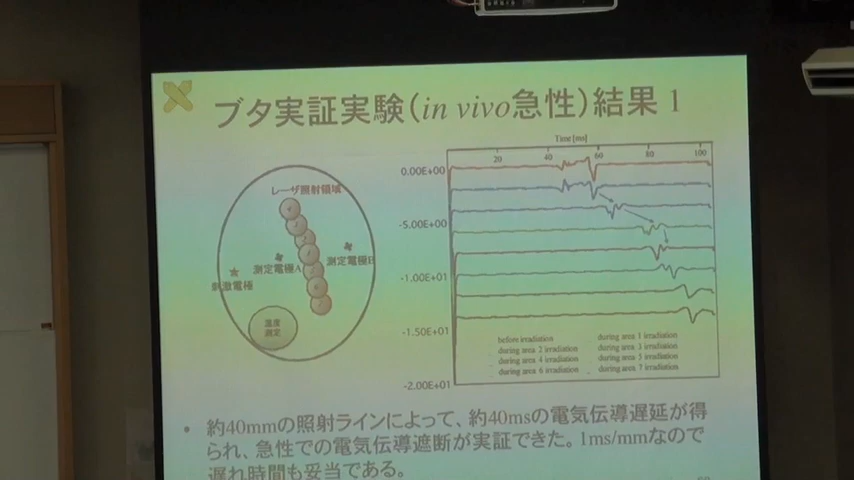 ブタ実証実験(in vivo急性)結果 1
レーザ照射領域
測定電極A
測定電極B
刺激電極
温度
測定
Time [ms]
20 40 60 80 100
0.00E+00
-5.00E+00
-1.00E+01
-1.50E+01
-2.00E+01
before irradiation
during area 1 irradiation
during area 2 irradiation
during area 3 irradiation
during area 4 irradiation
during area 5 irradiation
during area 6 irradiation
during area 7 irradiation
• 約40mmの照射ラインによって、約40msの電気伝導遅延が得
られ、急性での電気伝導遮断が実証できた。1ms/mmなので
遅れ時間も妥当である。